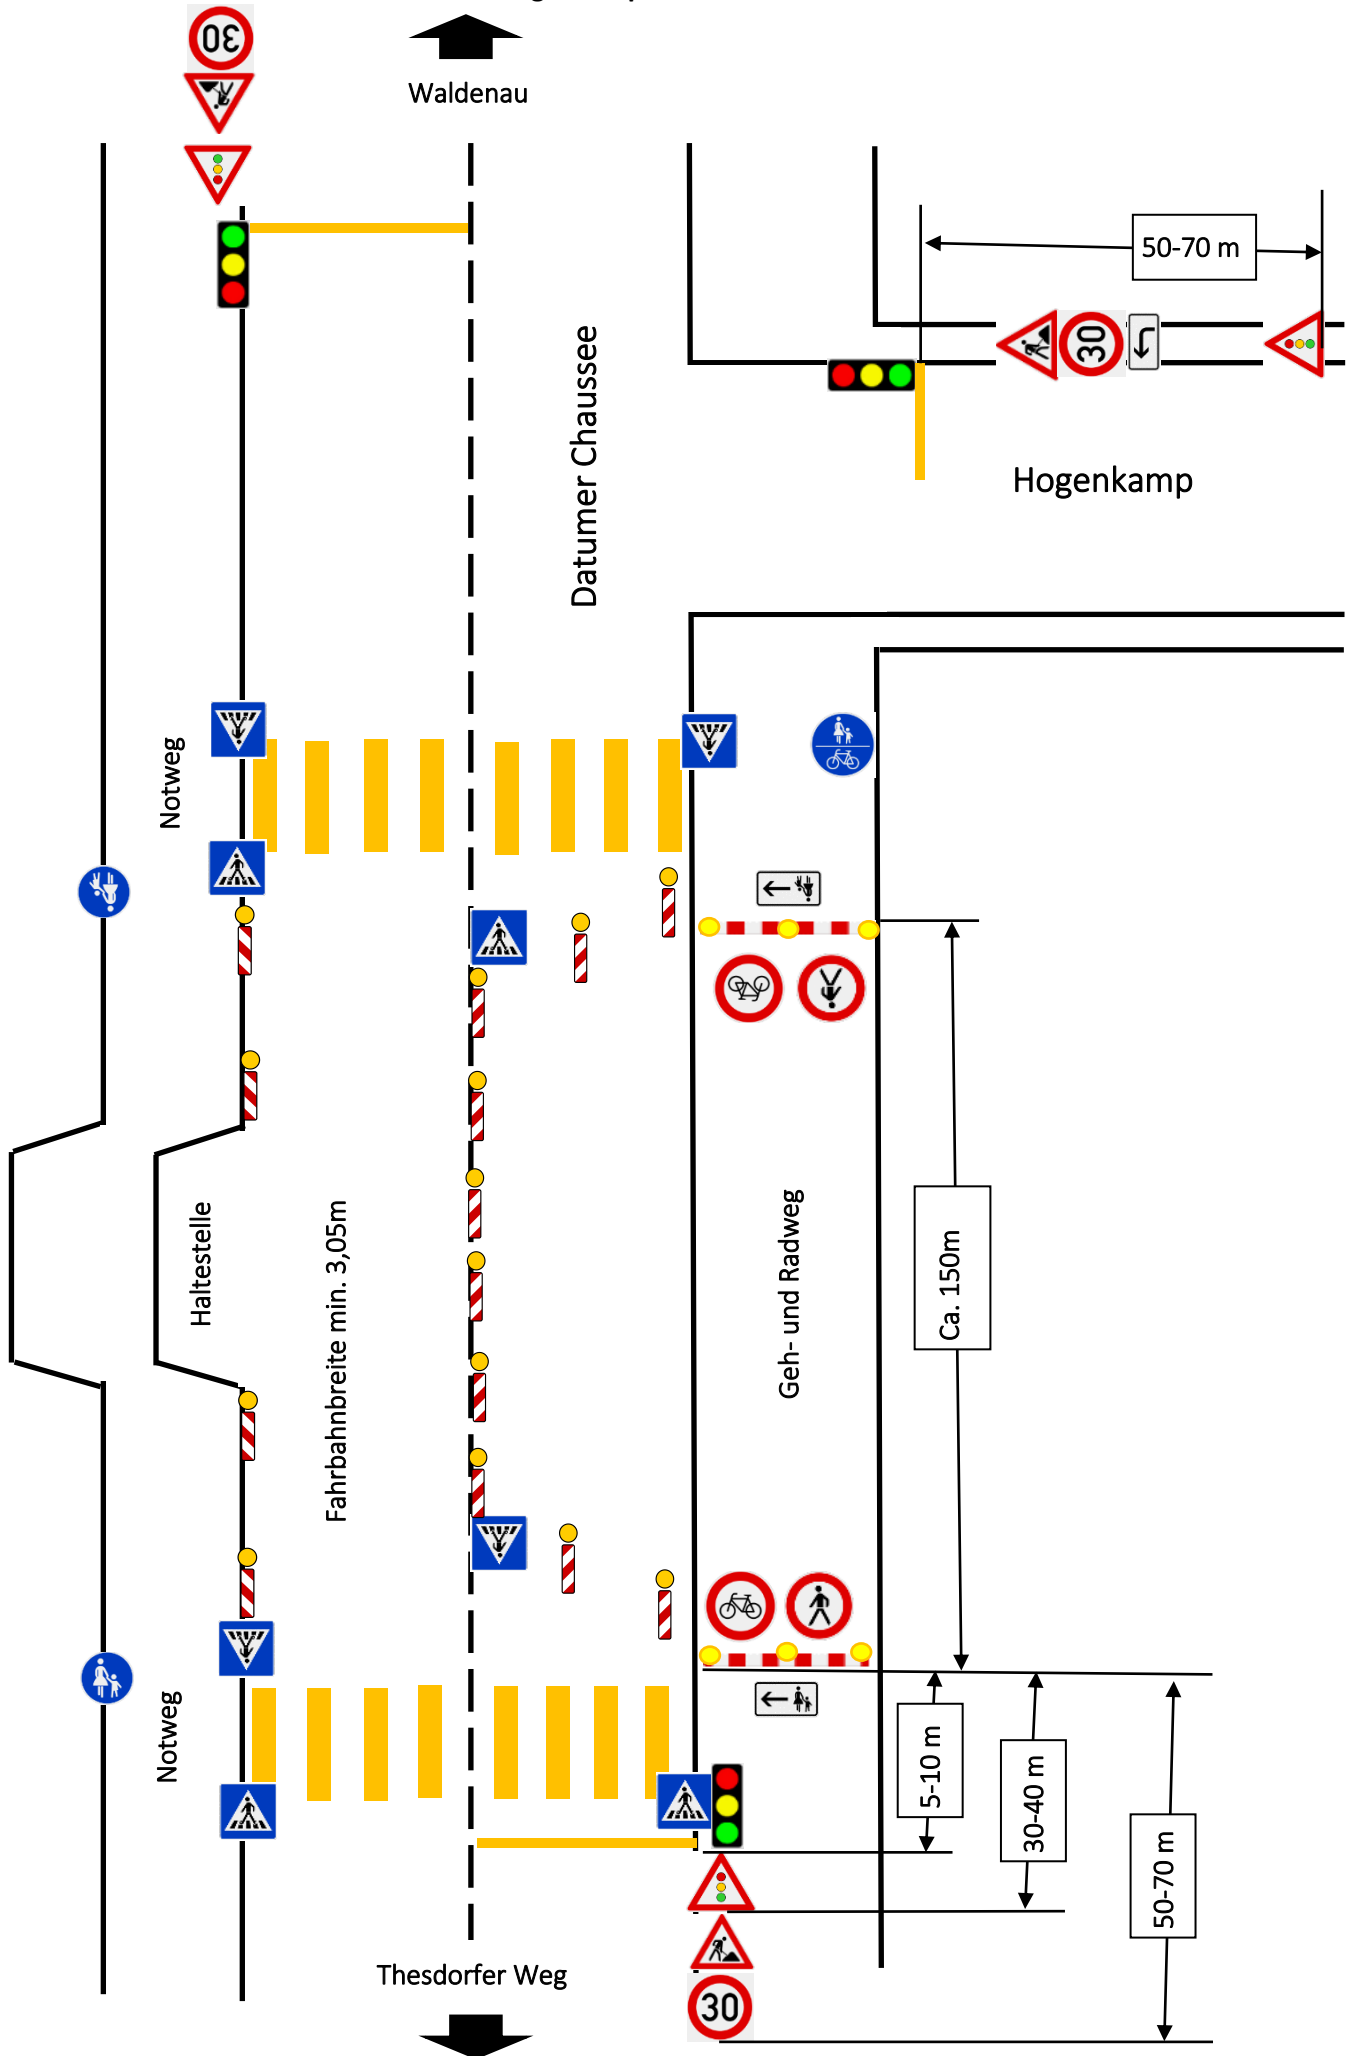 30
Waldenau
50-70 m
30
Datumer Chaussee
Hogenkamp
Notweg
Haltestelle
Fahrbahnbreite min. 3,05m
Geh- und Radweg
Ca. 150m
Notweg
5-10 m
30-40 m
50-70 m
Thesdorfer Weg
30